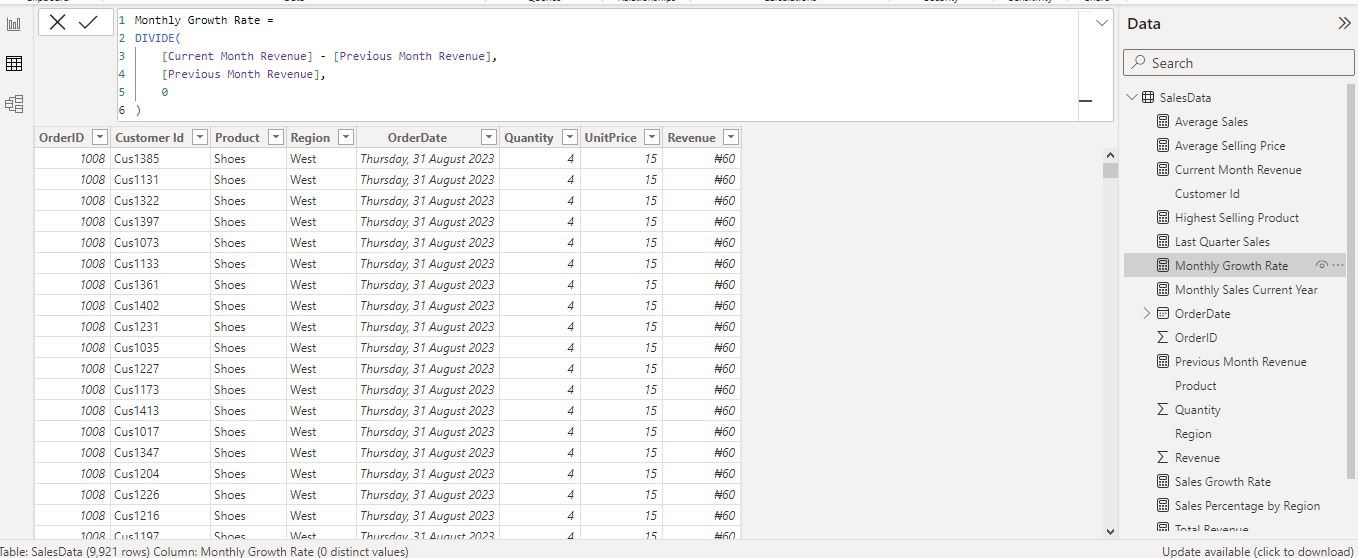 Monthly Growth Rate =
DIVIDE(
[Current Month Revenue] - [Previous Month Revenue],
[Previous Month Revenue],
0
)
1
2
3
4
5
6
OrderID Customer Id Product Region OrderDate Quantity UnitPrice Revenue
1008 Cus1385 Shoes West Thursday, 31 August 2023 4 15 ₦60
1008 Cus1131 Shoes West Thursday, 31 August 2023 4 15 ₦60
1008 Cus1322 Shoes West Thursday, 31 August 2023 4 15 ₦60
1008 Cus1397 Shoes West Thursday, 31 August 2023 4 15 ₦60
1008 Cus1073 Shoes West Thursday, 31 August 2023 4 15 ₦60
1008 Cus1133 Shoes West Thursday, 31 August 2023 4 15 ₦60
1008 Cus1361 Shoes West Thursday, 31 August 2023 4 15 ₦60
1008 Cus1402 Shoes West Thursday, 31 August 2023 4 15 ₦60
1008 Cus1231 Shoes West Thursday, 31 August 2023 4 15 ₦60
1008 Cus1035 Shoes West Thursday, 31 August 2023 4 15 ₦60
1008 Cus1227 Shoes West Thursday, 31 August 2023 4 15 ₦60
1008 Cus1173 Shoes West Thursday, 31 August 2023 4 15 ₦60
1008 Cus1413 Shoes West Thursday, 31 August 2023 4 15 ₦60
1008 Cus1017 Shoes West Thursday, 31 August 2023 4 15 ₦60
1008 Cus1347 Shoes West Thursday, 31 August 2023 4 15 ₦60
1008 Cus1204 Shoes West Thursday, 31 August 2023 4 15 ₦60
1008 Cus1226 Shoes West Thursday, 31 August 2023 4 15 ₦60
1008 Cus1216 Shoes West Thursday, 31 August 2023 4 15 ₦60
1008 Cus1197 Shoes West Thursday, 31 August 2023 4 15 ₦60
Data
Search
SalesData
Average Sales
Average Selling Price
Current Month Revenue
Customer Id
Highest Selling Product
Last Quarter Sales
Monthly Growth Rate
Monthly Sales Current Year
OrderDate
OrderID
Previous Month Revenue
Product
Quantity
Region
Revenue
Sales Growth Rate
Sales Percentage by Region
Total Revenue
Table: SalesData (9,921 rows) Column: Monthly Growth Rate (0 distinct values)
Update available (click to download)